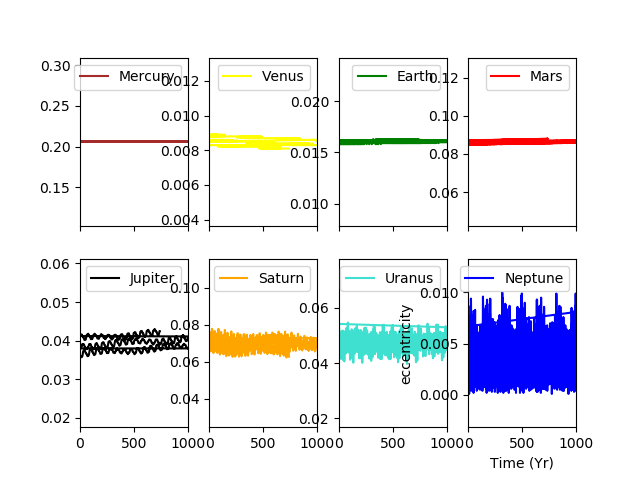 0.30
0.25
0.20
0.15
Mercury
0.012
0.010
0.008
0.006
0.004
Venus
0.020
0.015
0.010
Earth
0.12
0.10
0.08
0.06
Mars
0.06
0.05
0.04
0.03
0.02
Jupiter
0 500 1000
0.10
0.08
0.06
0.04
Saturn
0 500 1000
0.06
0.04
0.02
Uranus
0 500 1000
eccentricity
0.010
0.005
0.000
Neptune
0 500 1000
Time (Yr)